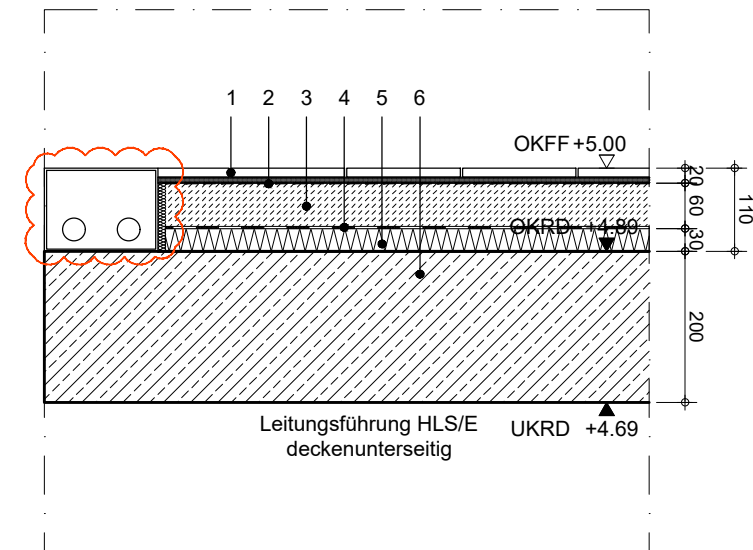 1 2 3 4 5 6
OKFF +5.00
20
60
110
OKRD +4.89
30
200
Leitungsführung HLS/E
deckenunterseitig
UKRD +4.69